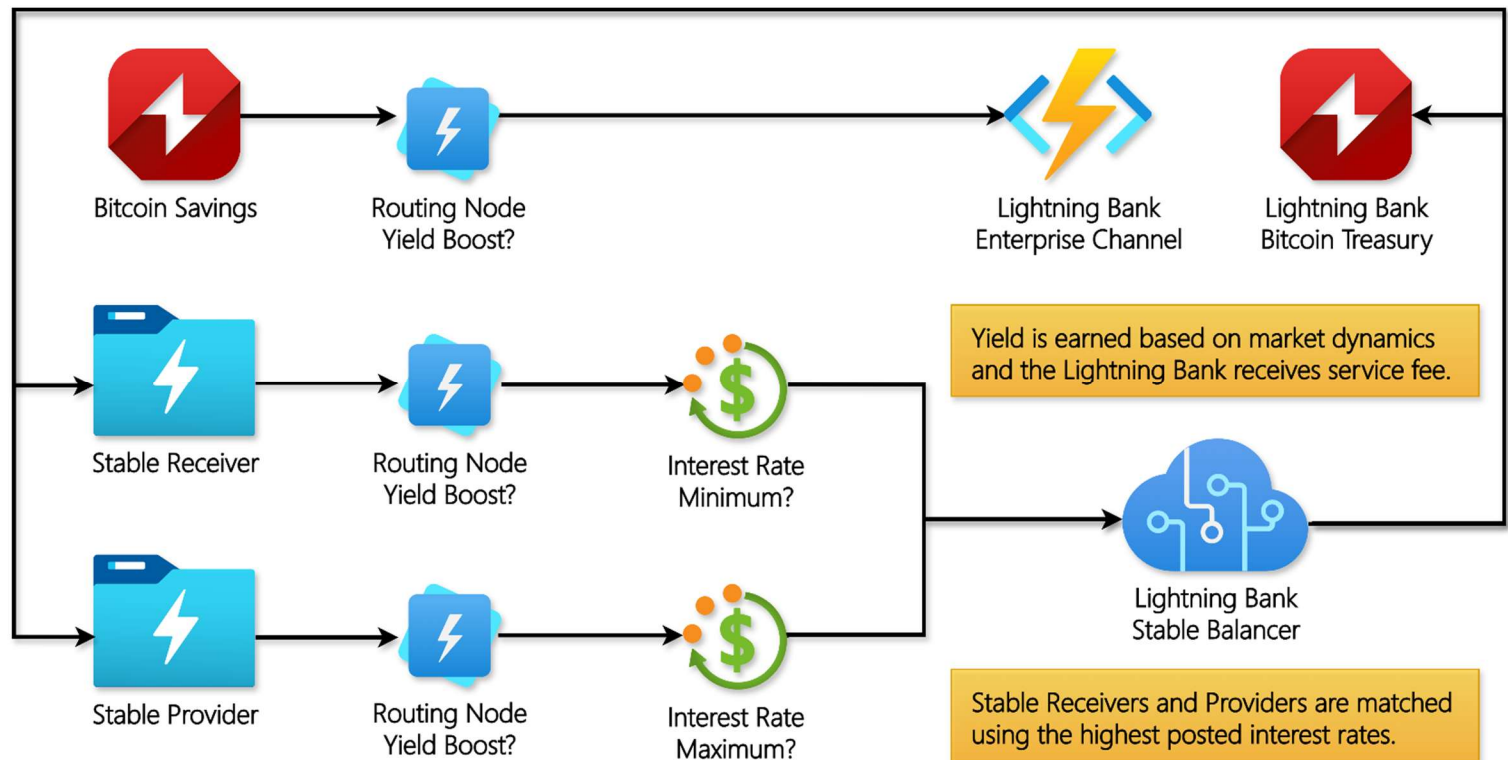 Bitcoin Savings
Routing Node
Yield Boost?
Lightning Bank
Enterprise Channel
Lightning Bank
Bitcoin Treasury
Yield is earned based on market dynamics
and the Lightning Bank receives service fee.
Stable Receiver
Routing Node
Yield Boost?
Interest Rate
Minimum?
Lightning Bank
Stable Balancer
Stable Provider
Routing Node
Yield Boost?
Interest Rate
Maximum?
Stable Receivers and Providers are matched
using the highest posted interest rates.